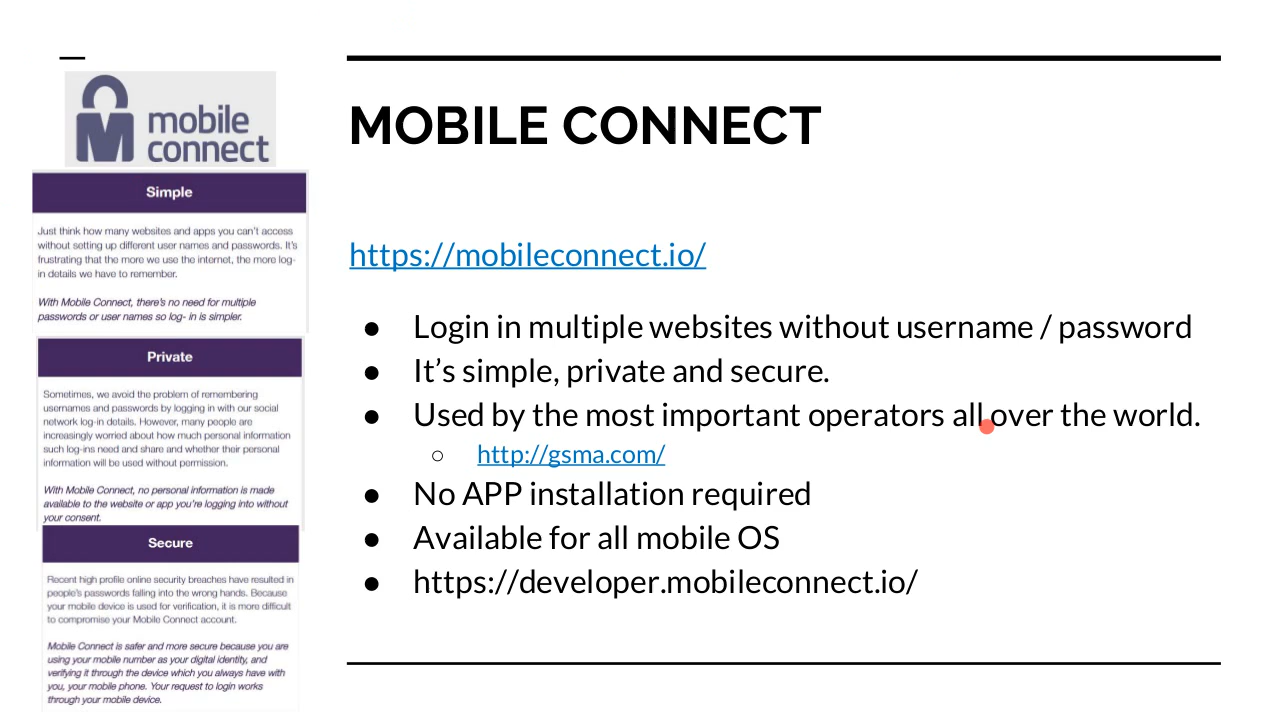 mobile
connect
Simple
Just think how many websites and apps you can't access
without setting up different user names and passwords. It's
frustrating that the more we use the internet, the more log-
in details we have to remember.
With Mobile Connect, there's no need for multiple
passwords or user names so log- in is simpler.
Private
Sometimes, we avoid the problem of remembering
usernames and passwords by logging in with our social
network log-in details. However, many people are
increasingly worried about how much personal information
such log-ins need and share and whether their personal
information will be used without permission.
With Mobile Connect, no personal information is made
available to the website or app you're logging into without
your consent.
Secure
Recent high profile online security breaches have resulted in
people's passwords falling into the wrong hands. Because
your mobile device is used for verification, it is more difficult
to compromise your Mobile Connect account.
Mobile Connect is safer and more secure because you are
using your mobile number as your digital identity, and
verifying it through the device which you always have with
you, your mobile phone. Your request to login works
through your mobile device.
MOBILE CONNECT
https://mobileconnect.io/
● Login in multiple websites without username / password
● It's simple, private and secure.
● Used by the most important operators all over the world.
○ http://gsma.com/
● No APP installation required
● Available for all mobile OS
● https://developer.mobileconnect.io/